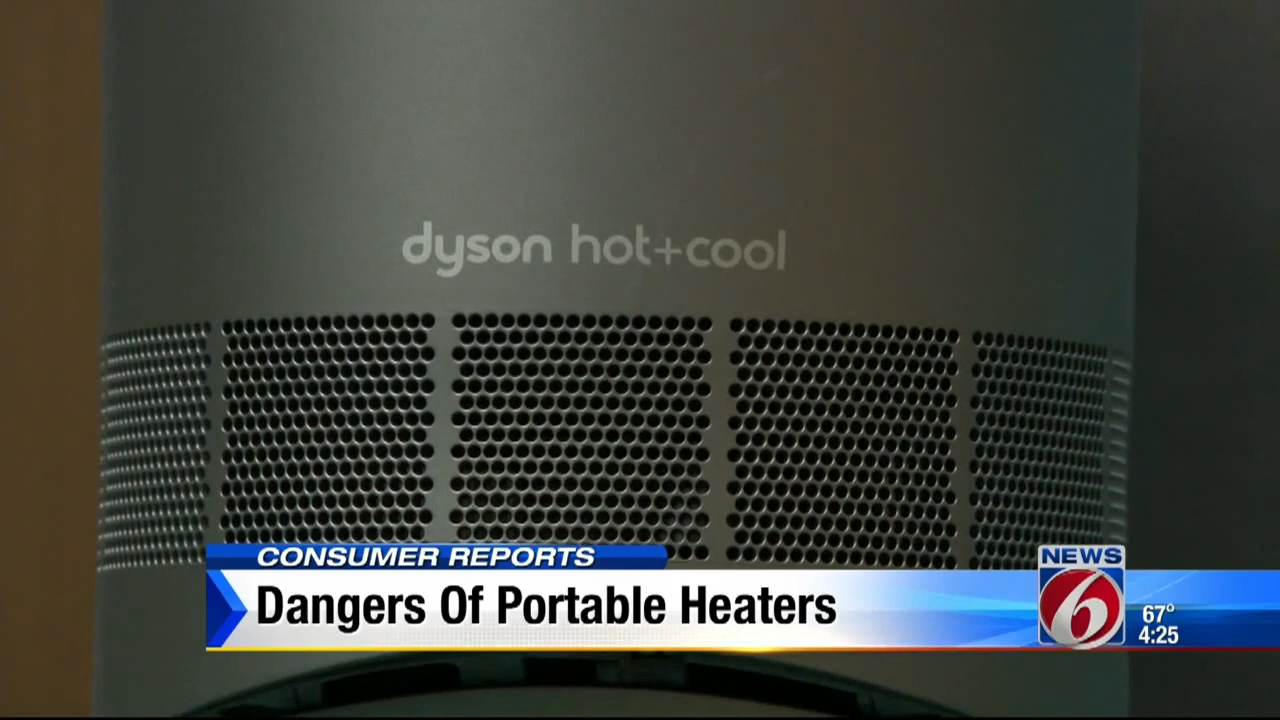 dyson hot+cool
CONSUMER REPORTS
Dangers Of Portable Heaters
NEWS
6
67°
4:25